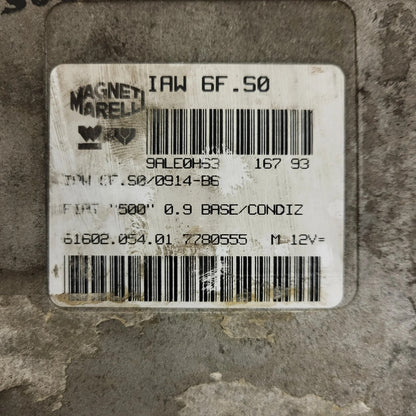 IAW 6F.S0
MAGNETI
MARELLI
9ALE0HS3 167 93
IAW 6F.S0/0914-B6
FIAT "500" 0.9 BASE/CONDIZ
61602.054.01 7780555 M 12V=